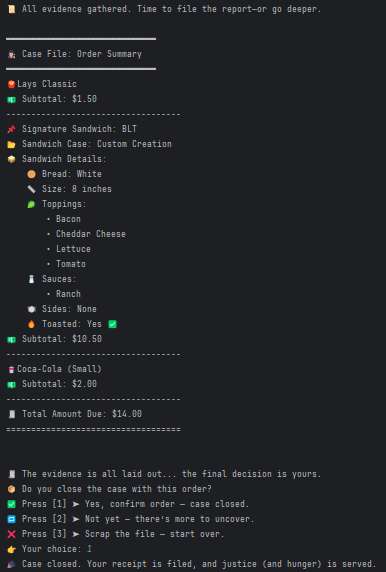 📜 All evidence gathered. Time to file the report—or go deeper.
══════════════════════════════
🕵️ Case File: Order Summary
══════════════════════════════
🍟Lays Classic
💵 Subtotal: $1.50
-----------------------------------
📌 Signature Sandwich: BLT
📂 Sandwich Case: Custom Creation
🥪 Sandwich Details:
🍞 Bread: White
📏 Size: 8 inches
🥬 Toppings:
• Bacon
• Cheddar Cheese
• Lettuce
• Tomato
🧂 Sauces:
• Ranch
🍽️ Sides: None
🔥 Toasted: Yes ✅
💵 Subtotal: $10.50
-----------------------------------
🥤Coca-Cola (Small)
💵 Subtotal: $2.00
-----------------------------------
🧾 Total Amount Due: $14.00
===================================
🧾 The evidence is all laid out... the final decision is yours.
📦 Do you close the case with this order?
✅ Press [1] ➤ Yes, confirm order — case closed.
🔄 Press [2] ➤ Not yet — there's more to uncover.
❌ Press [3] ➤ Scrap the file — start over.
👉 Your choice: 1
🎉 Case closed. Your receipt is filed, and justice (and hunger) is served.